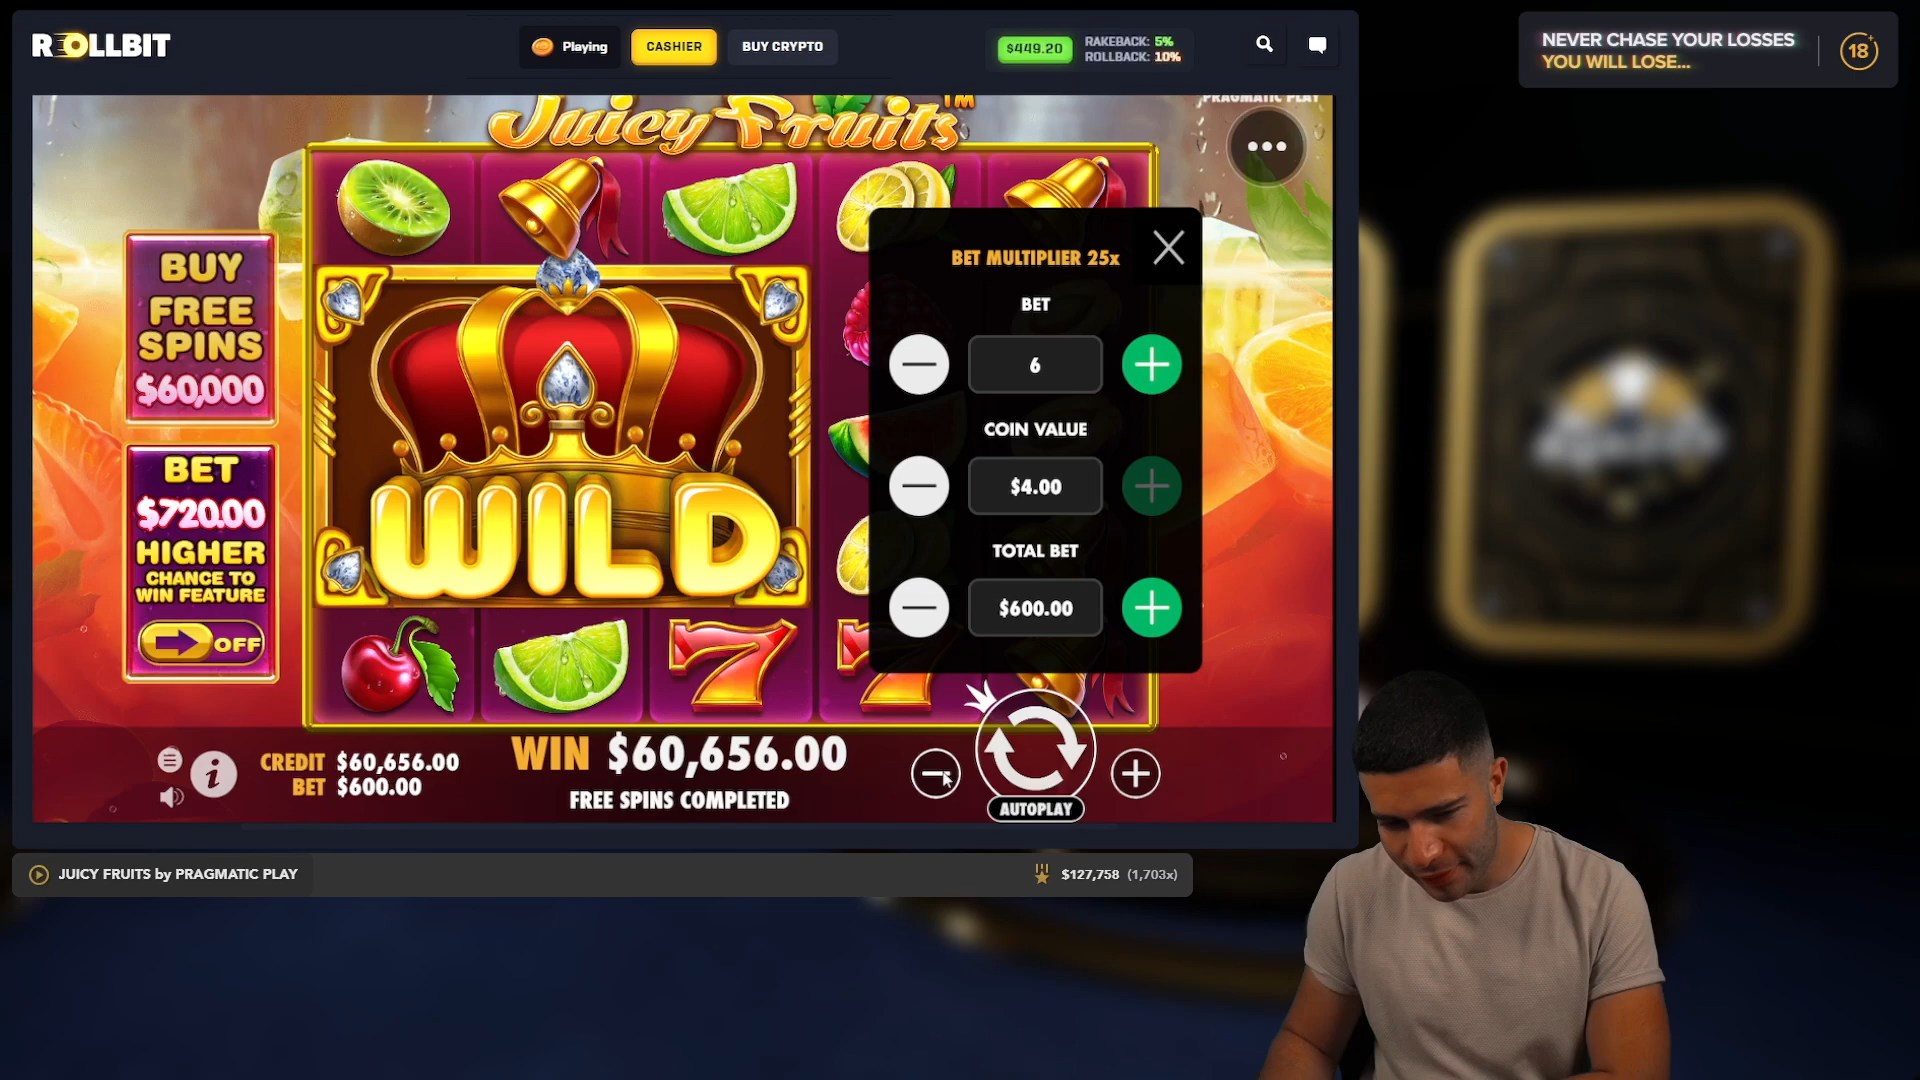 ROLLBIT
Playing
CASHIER
BUY CRYPTO
$449.20
RAKEBACK: 5%
ROLLBACK: 10%
NEVER CHASE YOUR LOSSES
YOU WILL LOSE...
18+
PRAGMATIC PLAY
Juicy Fruits™
BUY
FREE
SPINS
$60,000
BET
$720.00
HIGHER
CHANCE TO
WIN FEATURE
OFF
WILD
BET MULTIPLIER 25x
BET
6
COIN VALUE
$4.00
TOTAL BET
$600.00
CREDIT $60,656.00
BET $600.00
WIN $60,656.00
FREE SPINS COMPLETED
AUTOPLAY
JUICY FRUITS by PRAGMATIC PLAY
$127,758 (1,703x)